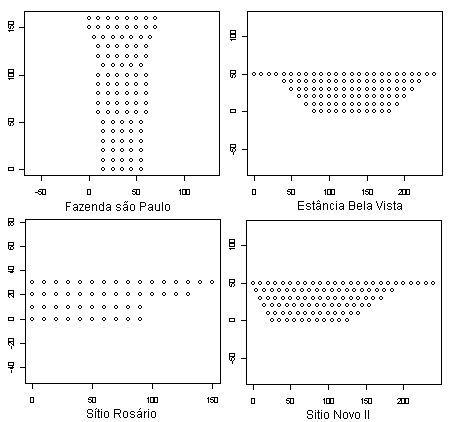 150
100
50
0
-50 0 50 100
Fazenda são Paulo
100
50
0
-50
0 50 100 150 200
Estância Bela Vista
80
60
40
20
0
-20
-40
0 50 100 150
Sítio Rosário
100
50
0
-50
0 50 100 150 200
Sitio Novo II